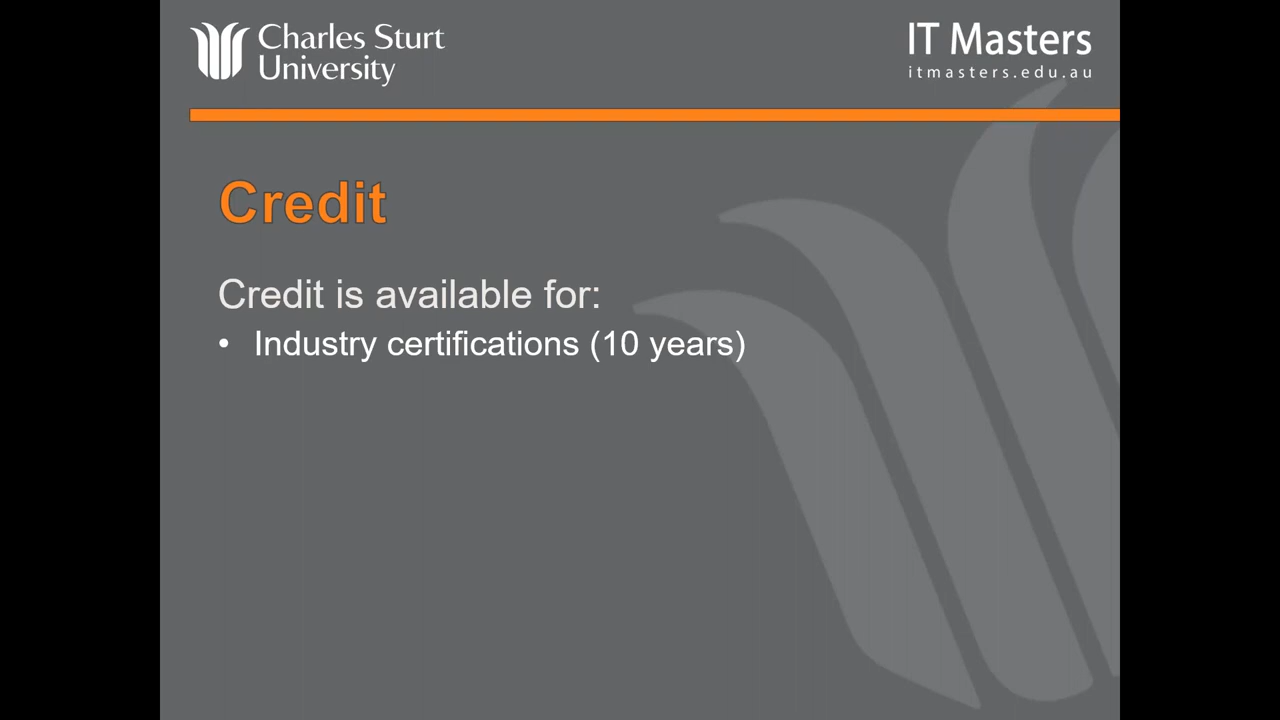 Charles Sturt
University
IT Masters
itmasters.edu.au
Credit
Credit is available for:
• Industry certifications (10 years)